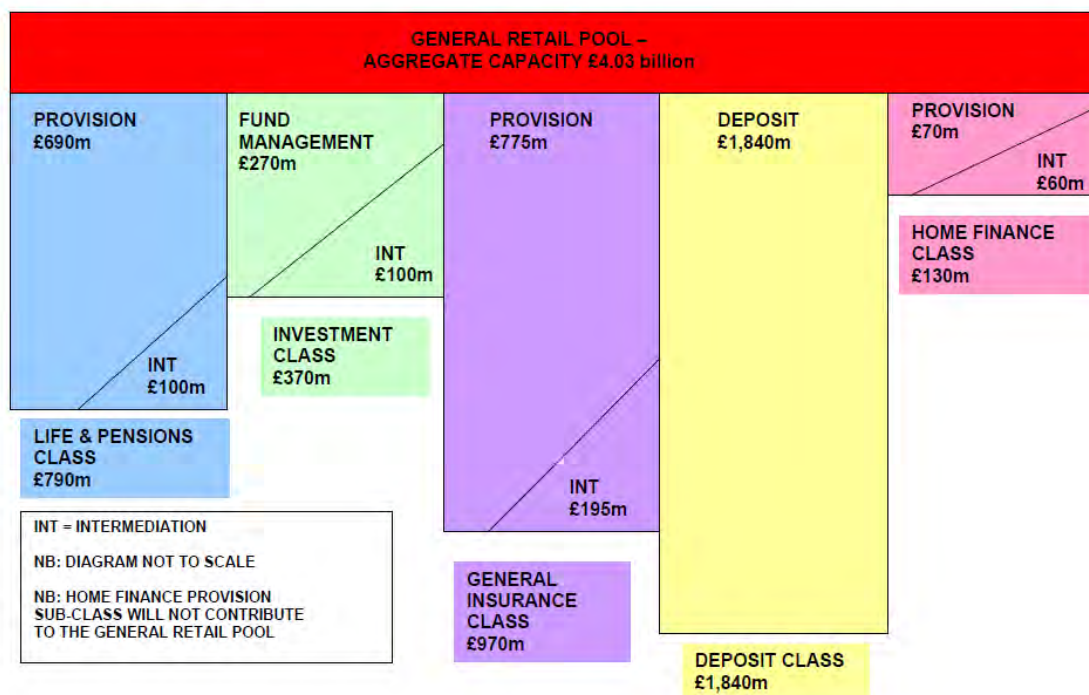 GENERAL RETAIL POOL –
AGGREGATE CAPACITY £4.03 billion
PROVISION
£690m
INT
£100m
LIFE & PENSIONS
CLASS
£790m
FUND
MANAGEMENT
£270m
INT
£100m
INVESTMENT
CLASS
£370m
PROVISION
£775m
INT
£195m
GENERAL
INSURANCE
CLASS
£970m
DEPOSIT
£1,840m
DEPOSIT CLASS
£1,840m
PROVISION
£70m
INT
£60m
HOME FINANCE
CLASS
£130m
INT = INTERMEDIATION
NB: DIAGRAM NOT TO SCALE
NB: HOME FINANCE PROVISION
SUB-CLASS WILL NOT CONTRIBUTE
TO THE GENERAL RETAIL POOL